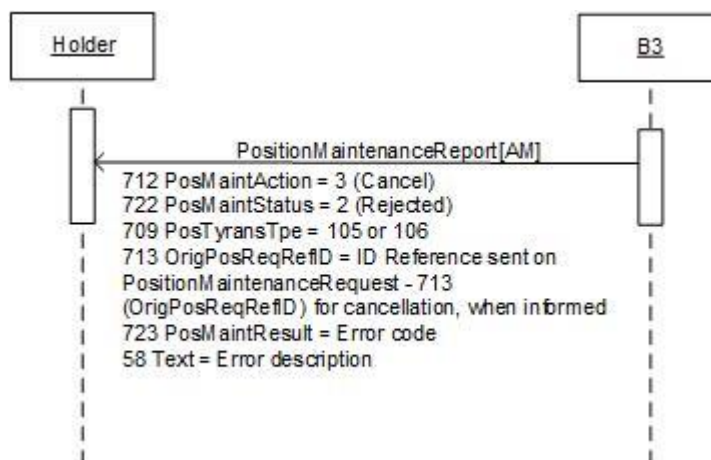 Holder
B3
PositionMaintenanceReport[AM]
712 PosMaintAction = 3 (Cancel)
722 PosMaintStatus = 2 (Rejected)
709 PosTyransTpe = 105 or 106
713 OrigPosReqRefID = ID Reference sent on
PositionMaintenanceRequest - 713
(OrigPosReqRefID) for cancellation, when informed
723 PosMaintResult = Error code
58 Text = Error description